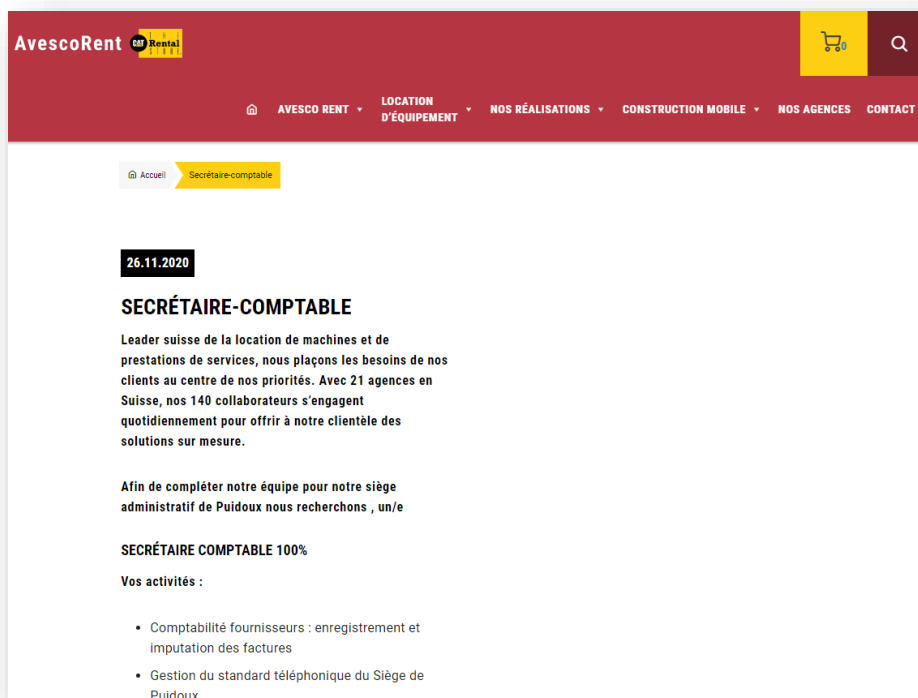 AvescoRent CAT Rental
0
AVESCO RENT
LOCATION
D'ÉQUIPEMENT
NOS RÉALISATIONS
CONSTRUCTION MOBILE
NOS AGENCES
CONTACT
Accueil
Secrétaire-comptable
26.11.2020
SECRÉTAIRE-COMPTABLE
Leader suisse de la location de machines et de
prestations de services, nous plaçons les besoins de nos
clients au centre de nos priorités. Avec 21 agences en
Suisse, nos 140 collaborateurs s'engagent
quotidiennement pour offrir à notre clientèle des
solutions sur mesure.
Afin de compléter notre équipe pour notre siège
administratif de Puidoux nous recherchons , un/e
SECRÉTAIRE COMPTABLE 100%
Vos activités :
• Comptabilité fournisseurs : enregistrement et
imputation des factures
• Gestion du standard téléphonique du Siège de
Puidoux